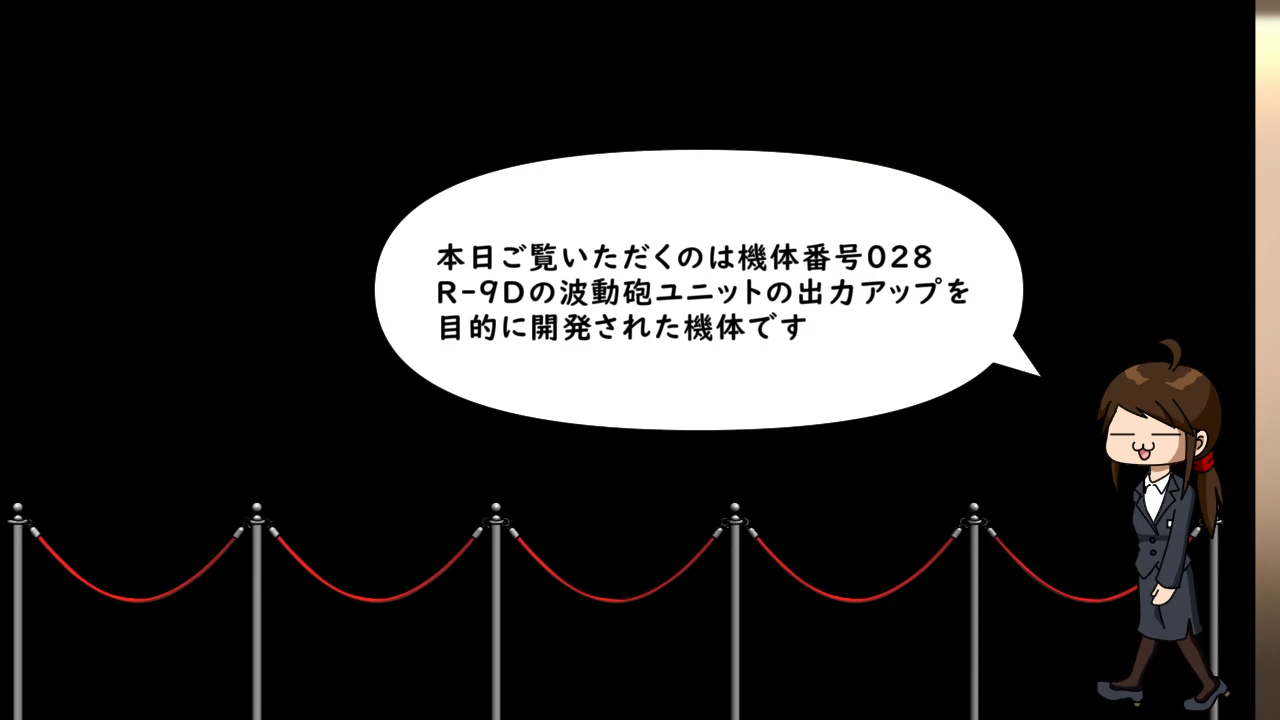 本日ご覧いただくのは機体番号028
R-9Dの波動砲ユニットの出力アップを
目的に開発された機体です